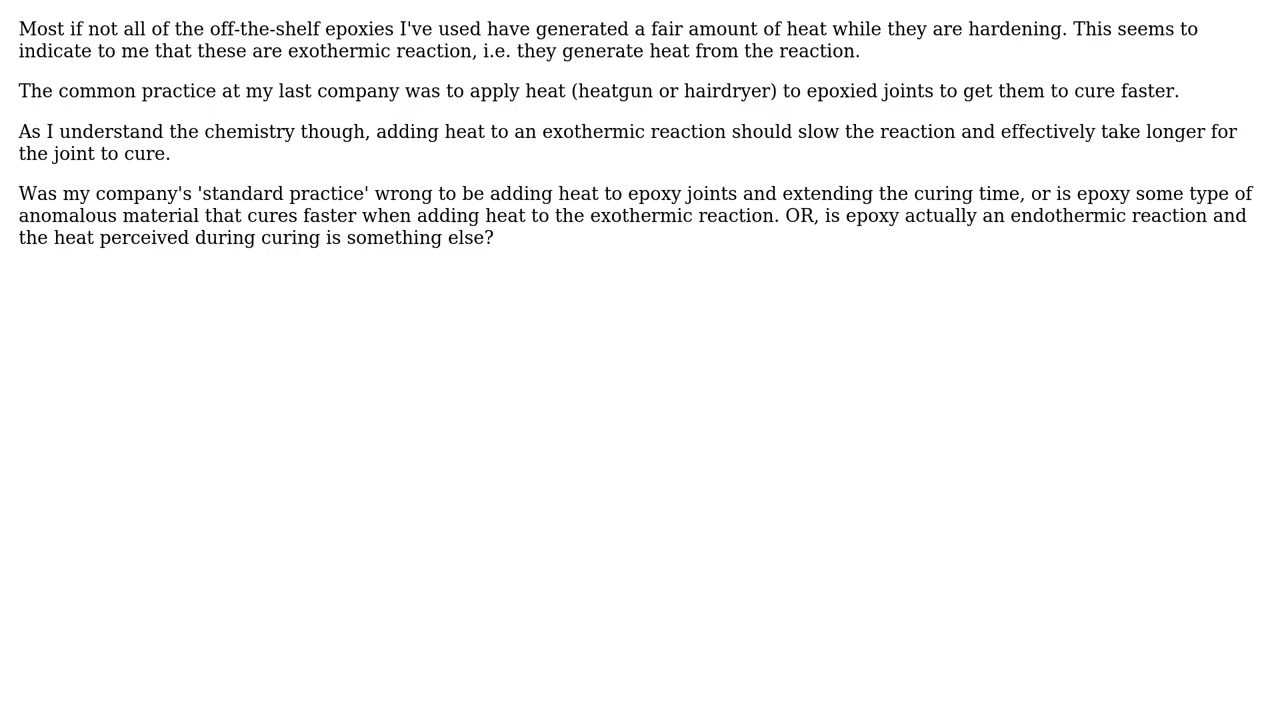 Most if not all of the off-the-shelf epoxies I've used have generated a fair amount of heat while they are hardening. This seems to
indicate to me that these are exothermic reaction, i.e. they generate heat from the reaction.
The common practice at my last company was to apply heat (heatgun or hairdryer) to epoxied joints to get them to cure faster.
As I understand the chemistry though, adding heat to an exothermic reaction should slow the reaction and effectively take longer for
the joint to cure.
Was my company's 'standard practice' wrong to be adding heat to epoxy joints and extending the curing time, or is epoxy some type of
anomalous material that cures faster when adding heat to the exothermic reaction. OR, is epoxy actually an endothermic reaction and
the heat perceived during curing is something else?